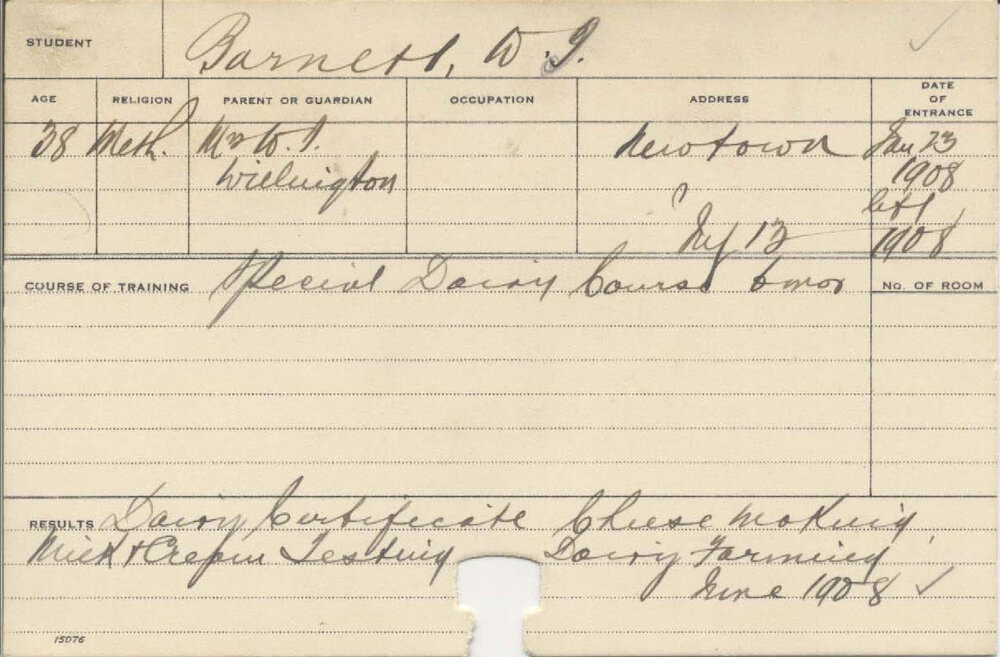 STUDENT Barnett, W. J.
AGE RELIGION PARENT OR GUARDIAN OCCUPATION ADDRESS DATE OF ENTRANCE
38 Meth. Mr W. J. Newtown Jan 23
Willington 1908
left
July 12 1908
COURSE OF TRAINING Special Dairy Course 6 mos No. OF ROOM
RESULTS Dairy Certificate Cheese Making
Milk & Cream Testing Dairy Farming
June 1908
15076